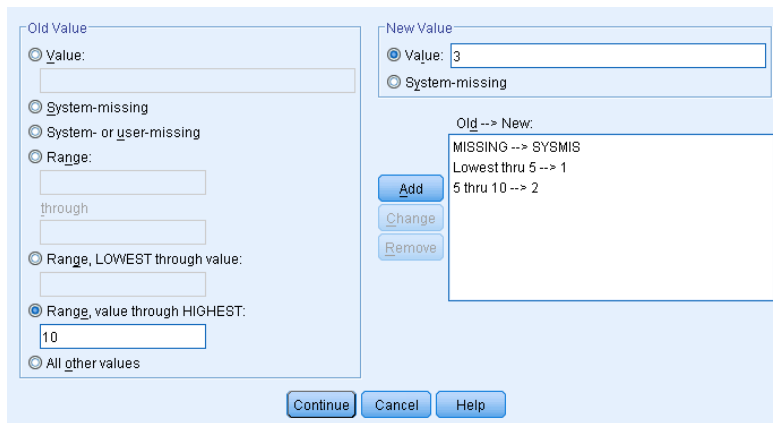 Old Value
Value:
System-missing
System- or user-missing
Range:
through
Range, LOWEST through value:
Range, value through HIGHEST:
10
All other values
New Value
Value: 3
System-missing
Old --> New:
MISSING --> SYSMIS
Lowest thru 5 --> 1
5 thru 10 --> 2
Add
Change
Remove
Continue
Cancel
Help